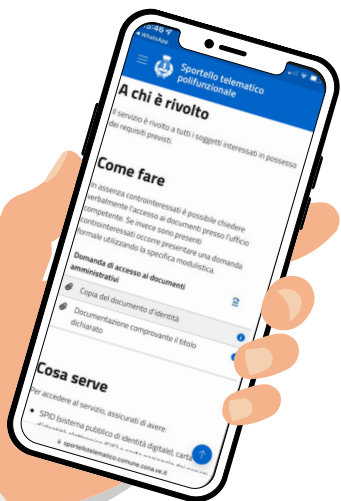 :46
WhatsApp
Sportello telematico
polifunzionale
A chi è rivolto
Il servizio è rivolto a tutti i soggetti interessati in possesso
dei requisiti previsti.
Come fare
In assenza controinteressati è possibile chiedere
verbalmente l'accesso ai documenti presso l'ufficio
competente. Se invece sono presenti
controinteressati occorre presentare una domanda
formale utilizzando la specifica modulistica.
Domanda di accesso ai documenti
amministrativi
Copia del documento d'identità
Documentazione comprovante il titolo
dichiarato
Cosa serve
Per accedere al servizio, assicurati di avere:
SPID (sistema pubblico di identità digitale), carta
sportellotelematico.comune.cona.ve.it